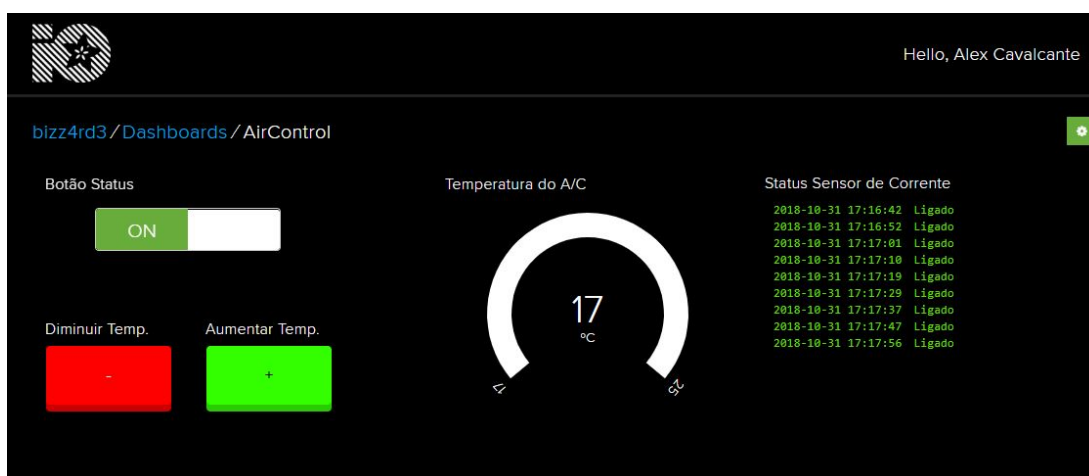 Hello, Alex Cavalcante
bizz4rd3/Dashboards/AirControl
Botão Status
ON
Diminuir Temp.
Aumentar Temp.
-
+
Temperatura do A/C
17
ºC
17
25
Status Sensor de Corrente
2018-10-31 17:16:42 Ligado
2018-10-31 17:16:52 Ligado
2018-10-31 17:17:01 Ligado
2018-10-31 17:17:10 Ligado
2018-10-31 17:17:19 Ligado
2018-10-31 17:17:29 Ligado
2018-10-31 17:17:37 Ligado
2018-10-31 17:17:47 Ligado
2018-10-31 17:17:56 Ligado